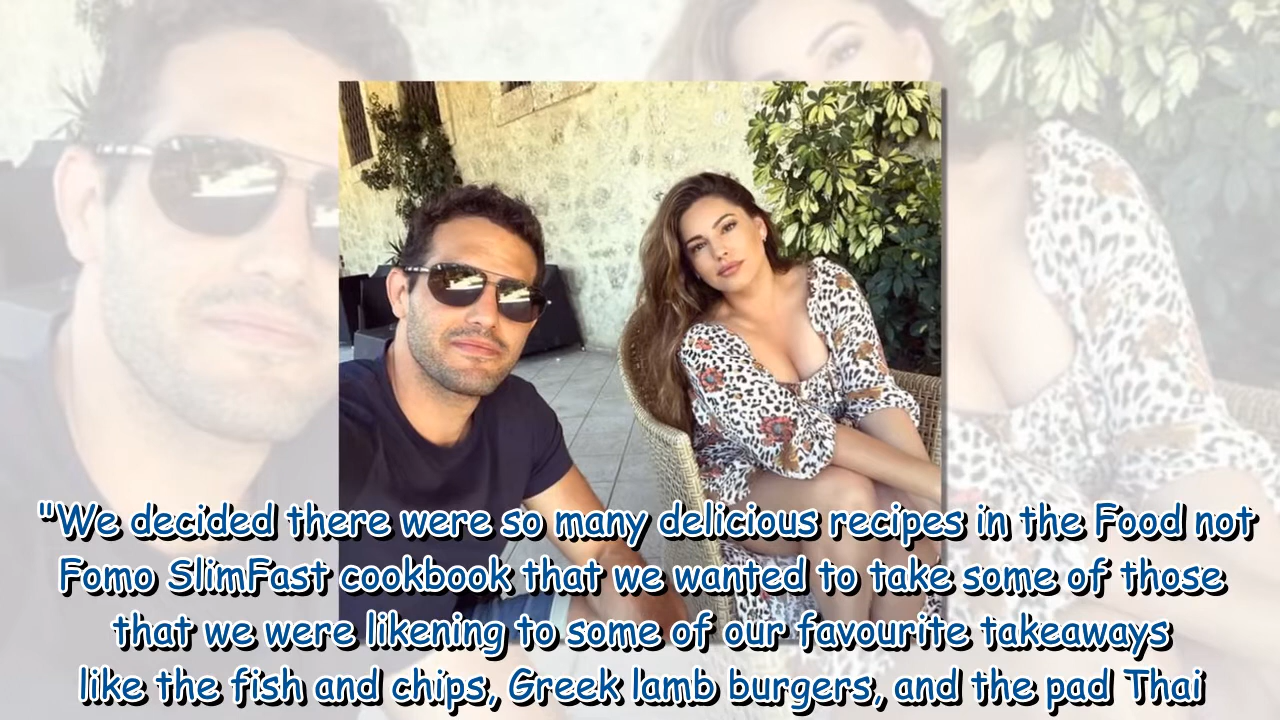 "We decided there were so many delicious recipes in the Food not
Fomo SlimFast cookbook that we wanted to take some of those
that we were likening to some of our favourite takeaways
like the fish and chips, Greek lamb burgers, and the pad Thai